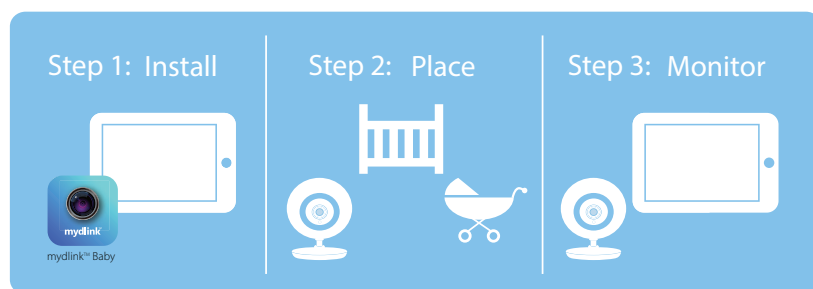 Step 1: Install
Step 2: Place
Step 3: Monitor
mydlink
mydlink™ Baby